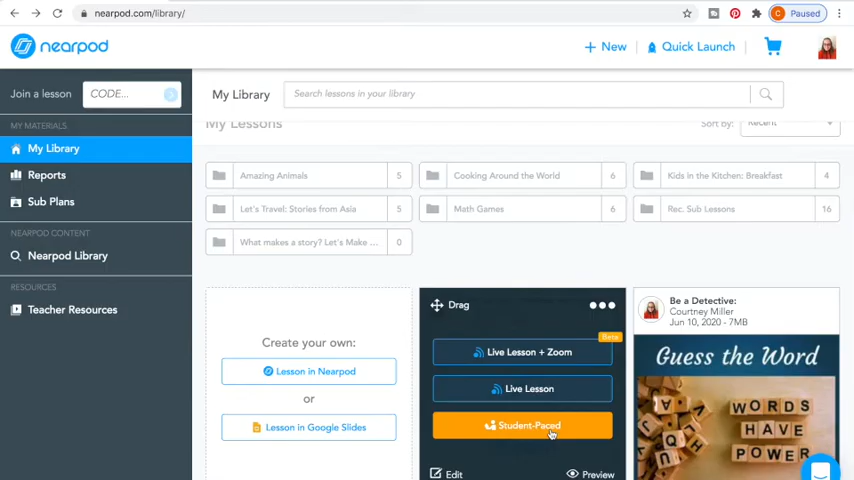 nearpod.com/library/
C Paused
nearpod
+ New
Quick Launch
Join a lesson
CODE...
My Library
Search lessons in your library
MY MATERIALS
My Library
Reports
Sub Plans
NEARPOD CONTENT
Nearpod Library
RESOURCES
Teacher Resources
My Lessons
Sort by: Recent
Amazing Animals 5
Cooking Around the World 6
Kids in the Kitchen: Breakfast 4
Let's Travel: Stories from Asia 5
Math Games 6
Rec. Sub Lessons 16
What makes a story? Let's Make ... 0
Create your own:
Lesson in Nearpod
or
Lesson in Google Slides
Drag
Beta
Live Lesson + Zoom
Live Lesson
Student-Paced
Edit
Preview
Be a Detective:
Courtney Miller
Jun 10, 2020 - 7MB
Guess the Word
WORDS
HAVE
POWER